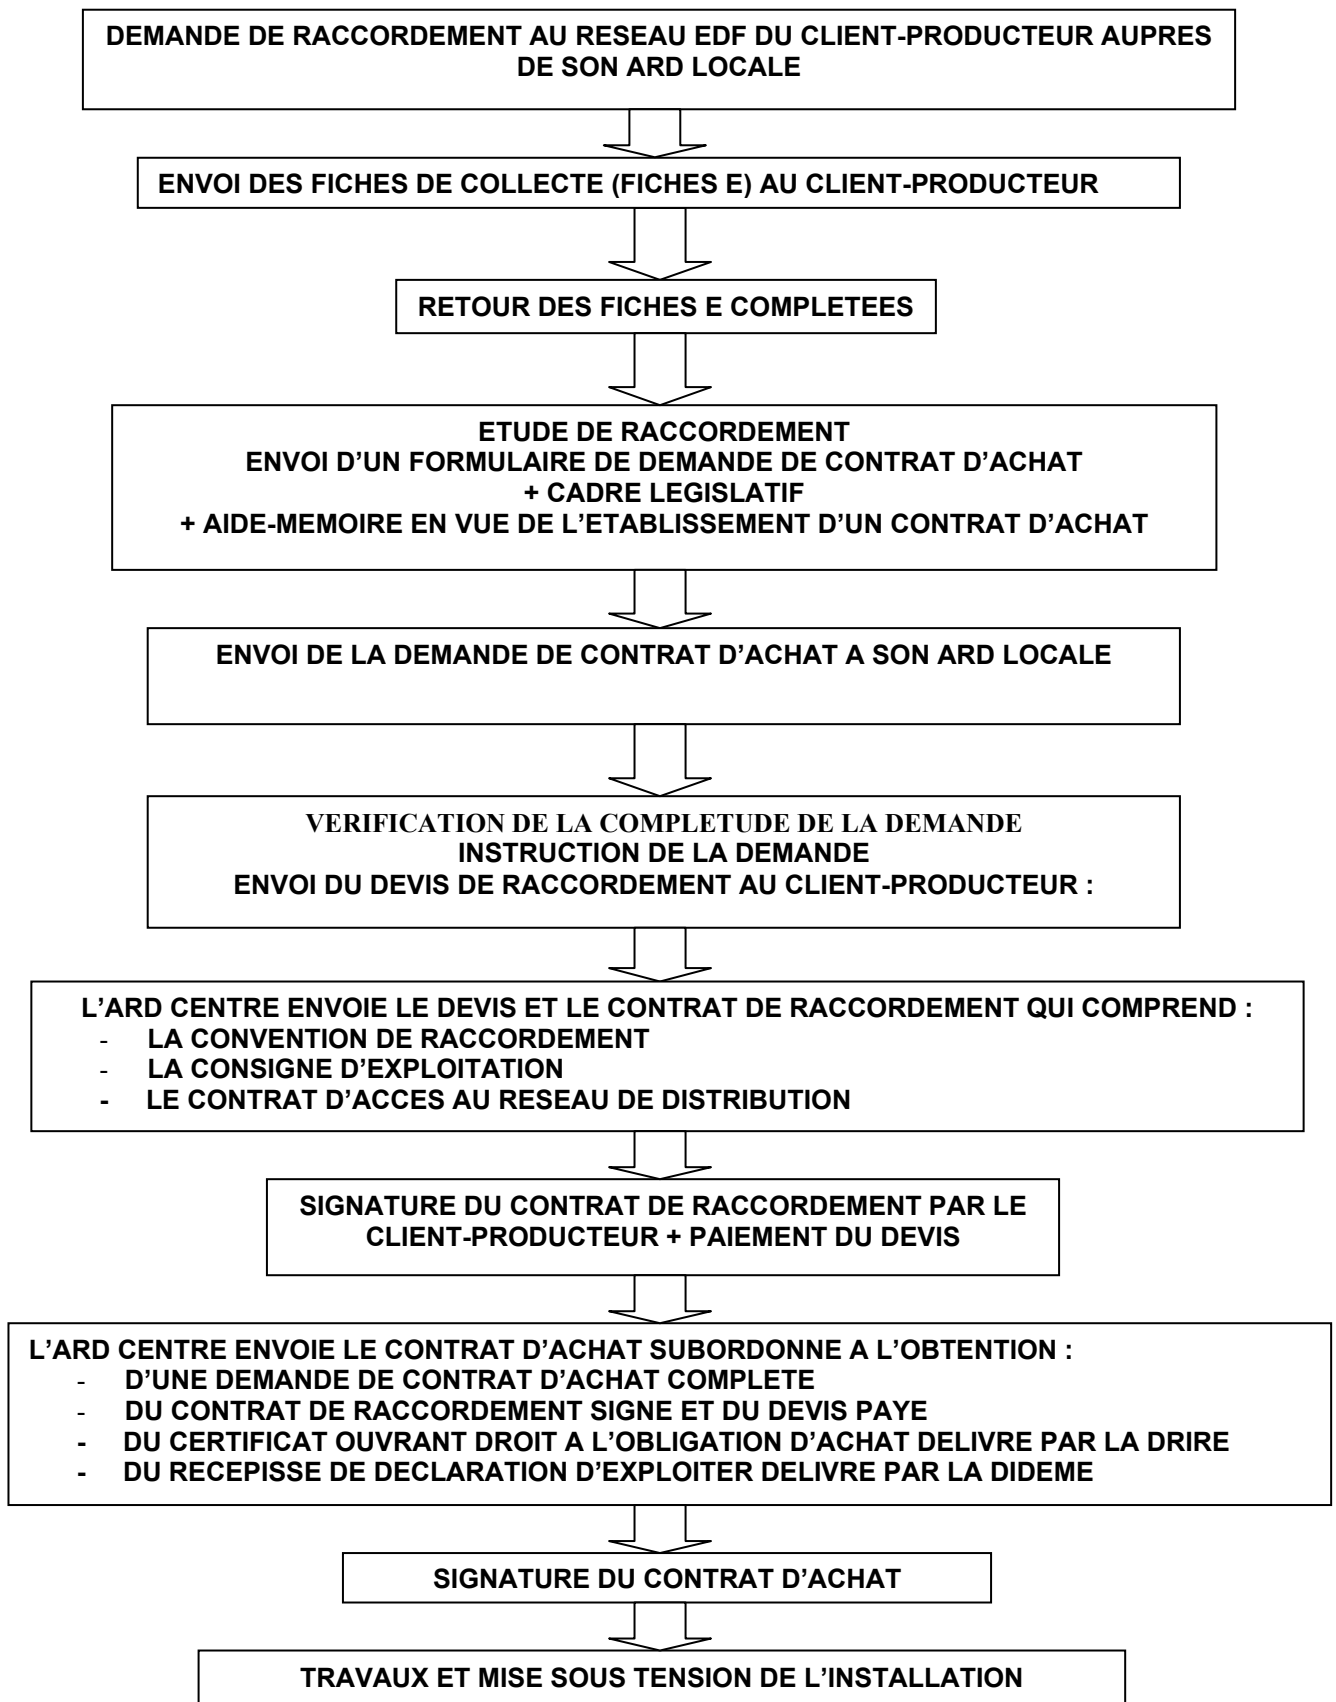 DEMANDE DE RACCORDEMENT AU RESEAU EDF DU CLIENT-PRODUCTEUR AUPRES
DE SON ARD LOCALE
ENVOI DES FICHES DE COLLECTE (FICHES E) AU CLIENT-PRODUCTEUR
RETOUR DES FICHES E COMPLETEES
ETUDE DE RACCORDEMENT
ENVOI D’UN FORMULAIRE DE DEMANDE DE CONTRAT D’ACHAT
+ CADRE LEGISLATIF
+ AIDE-MEMOIRE EN VUE DE L’ETABLISSEMENT D’UN CONTRAT D’ACHAT
ENVOI DE LA DEMANDE DE CONTRAT D’ACHAT A SON ARD LOCALE
VERIFICATION DE LA COMPLETUDE DE LA DEMANDE
INSTRUCTION DE LA DEMANDE
ENVOI DU DEVIS DE RACCORDEMENT AU CLIENT-PRODUCTEUR :
L’ARD CENTRE ENVOIE LE DEVIS ET LE CONTRAT DE RACCORDEMENT QUI COMPREND :
- LA CONVENTION DE RACCORDEMENT
- LA CONSIGNE D’EXPLOITATION
- LE CONTRAT D’ACCES AU RESEAU DE DISTRIBUTION
SIGNATURE DU CONTRAT DE RACCORDEMENT PAR LE
CLIENT-PRODUCTEUR + PAIEMENT DU DEVIS
L’ARD CENTRE ENVOIE LE CONTRAT D’ACHAT SUBORDONNE A L’OBTENTION :
- D’UNE DEMANDE DE CONTRAT D’ACHAT COMPLETE
- DU CONTRAT DE RACCORDEMENT SIGNE ET DU DEVIS PAYE
- DU CERTIFICAT OUVRANT DROIT A L’OBLIGATION D’ACHAT DELIVRE PAR LA DRIRE
- DU RECEPISSE DE DECLARATION D’EXPLOITER DELIVRE PAR LA DIDEME
SIGNATURE DU CONTRAT D’ACHAT
TRAVAUX ET MISE SOUS TENSION DE L’INSTALLATION